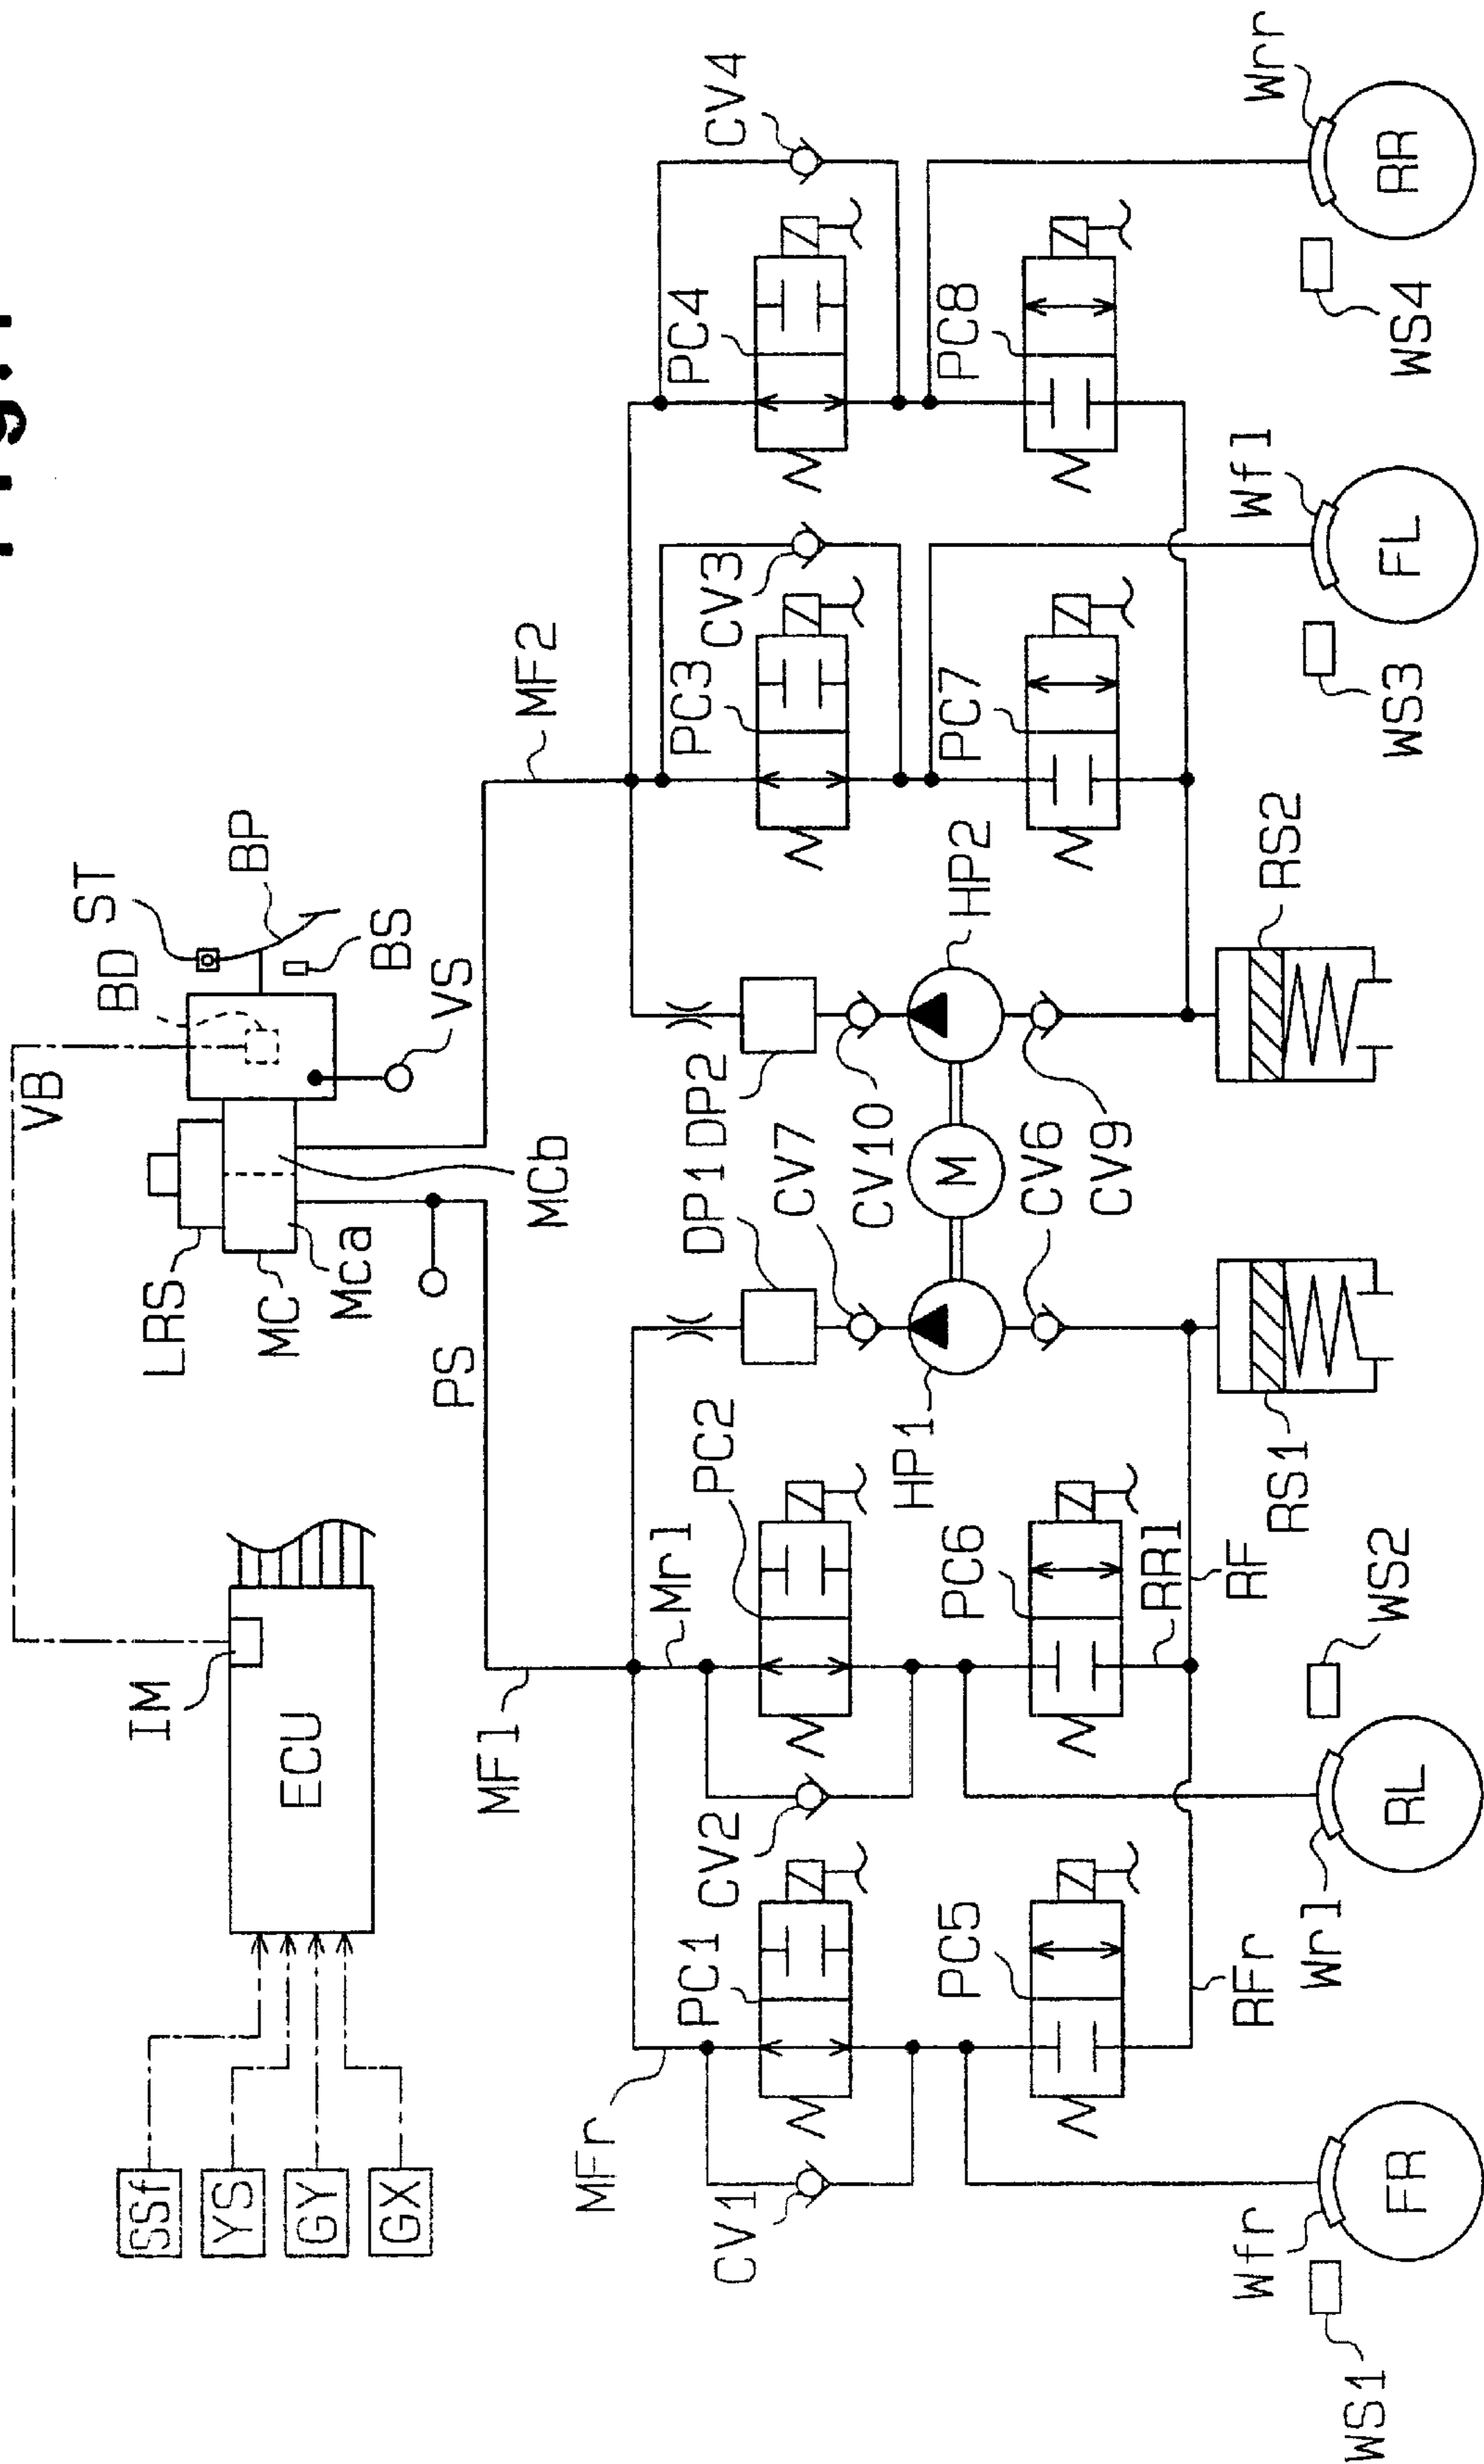 SSf
YS
GY
GX
ECU
IM
VB
LRS
MC
Mca
MCb
BD
ST
BP
BS
VS
PS
MF1
MF2
MFr
Mr1
PC1
CV1
PC2
CV2
DP1
DP2
CV7
CV10
PC3
CV3
PC4
CV4
HP1
M
HP2
CV6
CV9
PC5
PC6
PC7
PC8
RFr
RR1
RF
RS1
RS2
WS1
Wfr
FR
Wr1
RL
WS2
WS3
Wf1
FL
WS4
Wrr
RR